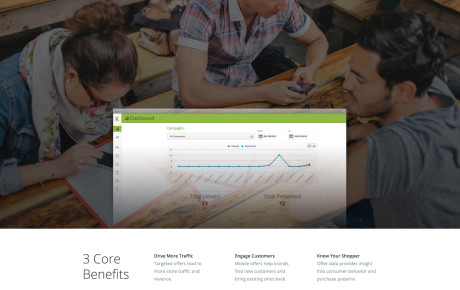 Dashboard
Campaigns
Total Viewed
Total Presented
19
50
3 Core
Benefits
Drive More Traffic
Targeted offers lead to
more store traffic and
revenue.
Engage Customers
Mobile offers help brands
find new customers and
bring existing ones back.
Know Your Shopper
Offer data provides insight
into consumer behavior and
purchase patterns.